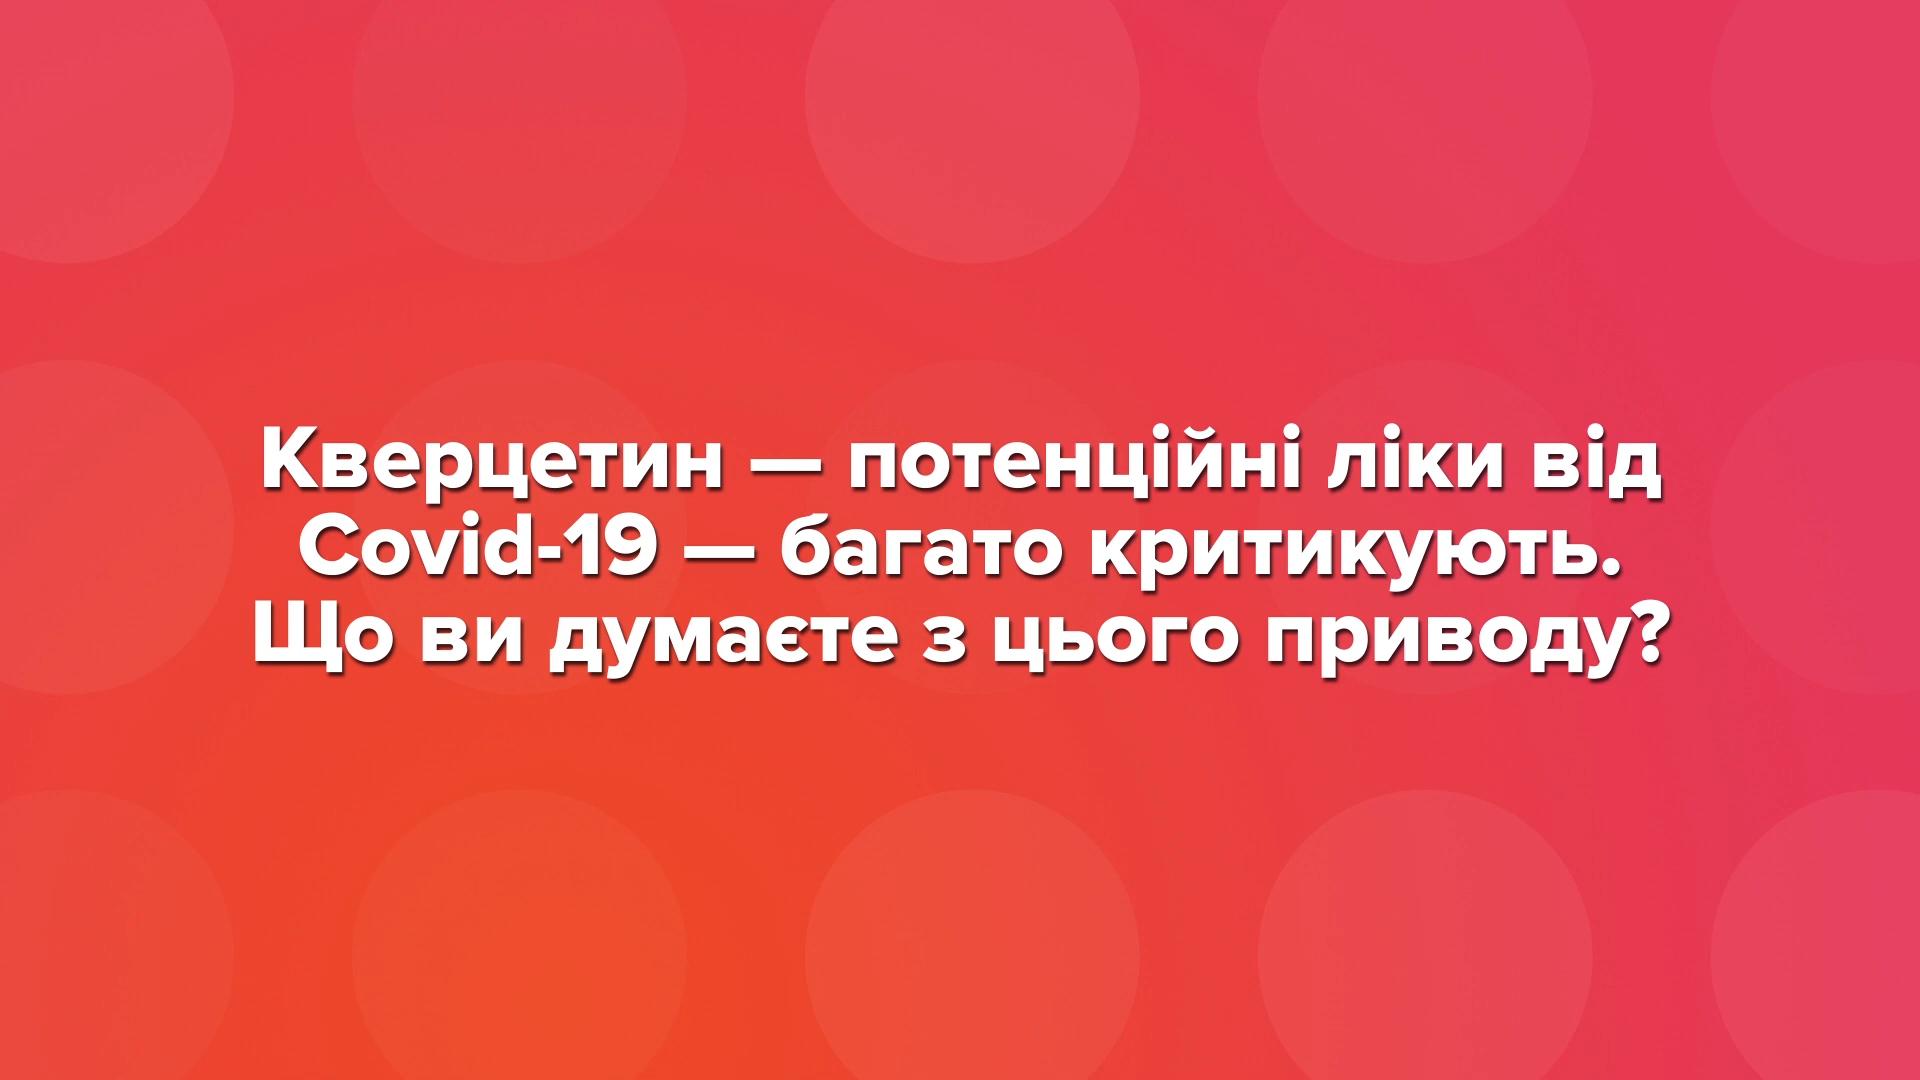 Кверцетин — потенційні ліки від
Covid-19 — багато критикують.
Що ви думаєте з цього приводу?